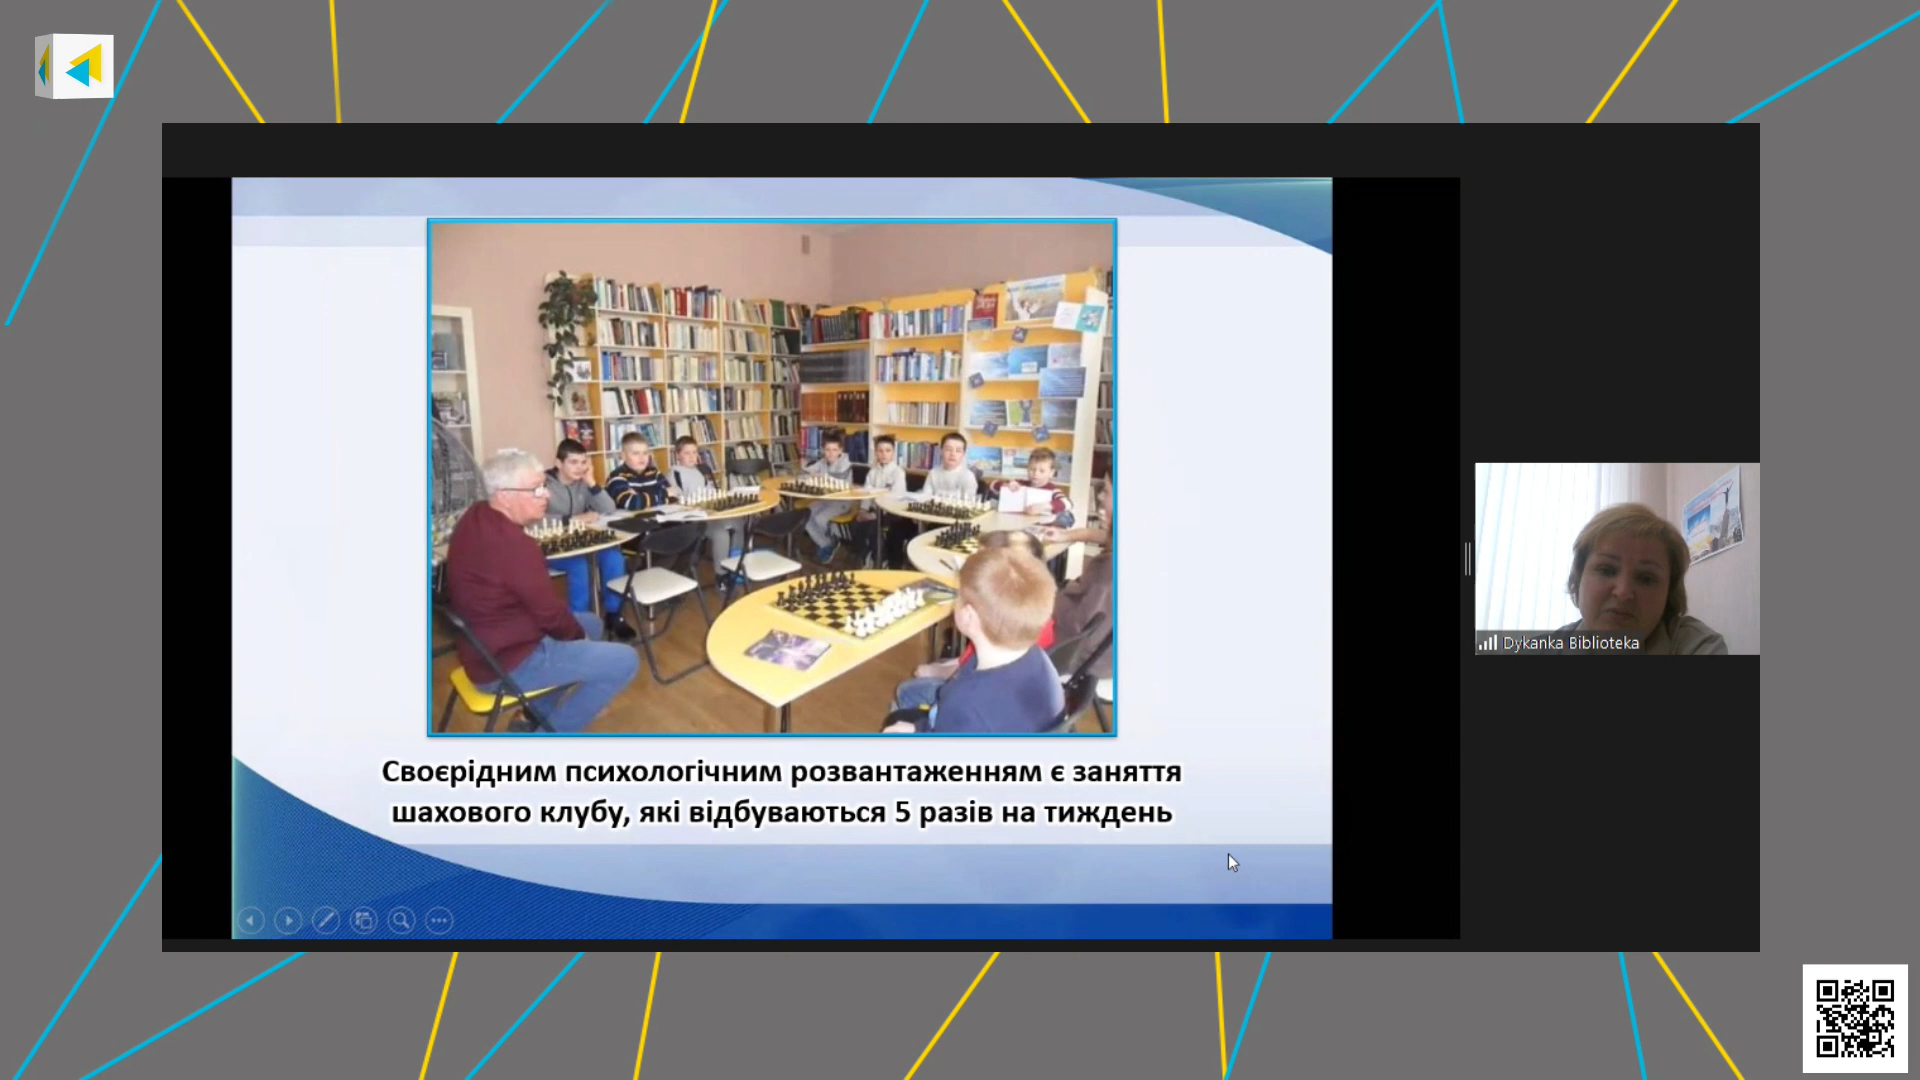 Своєрідним психологічним розвантаженням є заняття
шахового клубу, які відбуваються 5 разів на тиждень
Dykanka Biblioteka